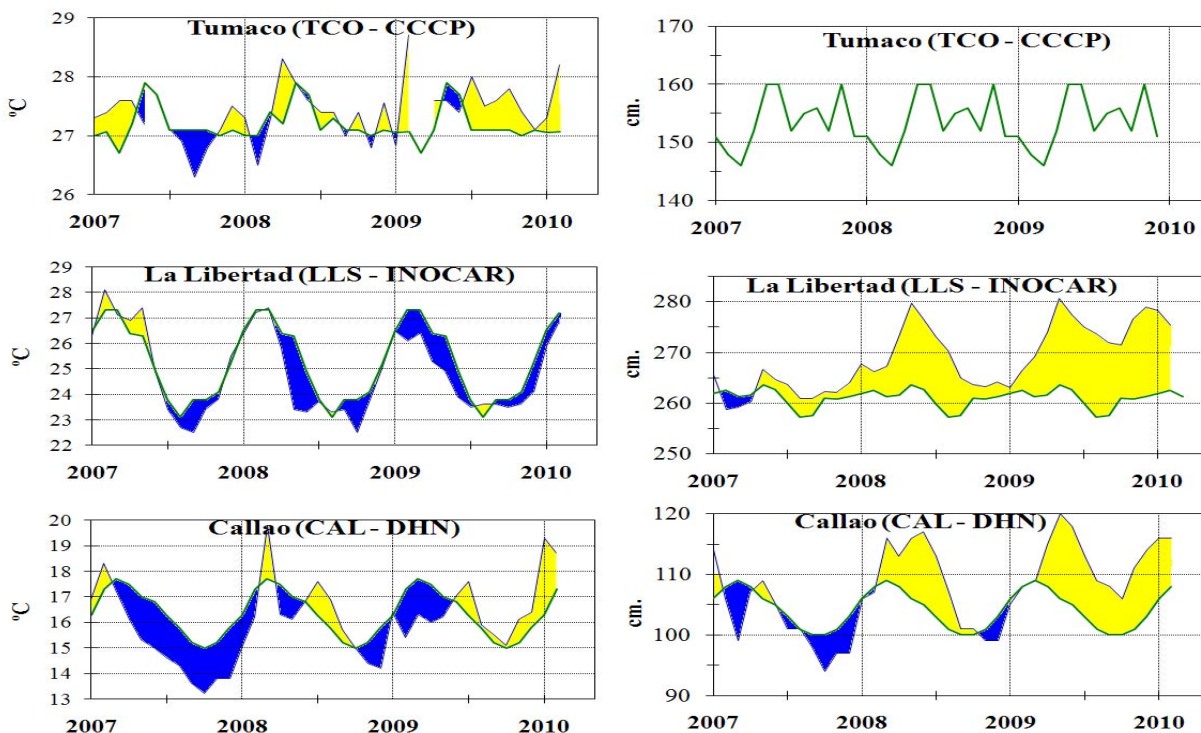 Tumaco (TCO - CCCP)
ºC
29
28
27
26
2007 2008 2009 2010
Tumaco (TCO - CCCP)
cm.
170
160
150
140
2007 2008 2009 2010
La Libertad (LLS - INOCAR)
ºC
29
28
27
26
25
24
23
22
2007 2008 2009 2010
La Libertad (LLS - INOCAR)
cm.
280
270
260
250
2007 2008 2009 2010
Callao (CAL - DHN)
ºC
20
19
18
17
16
15
14
13
2007 2008 2009 2010
Callao (CAL - DHN)
cm.
120
110
100
90
2007 2008 2009 2010